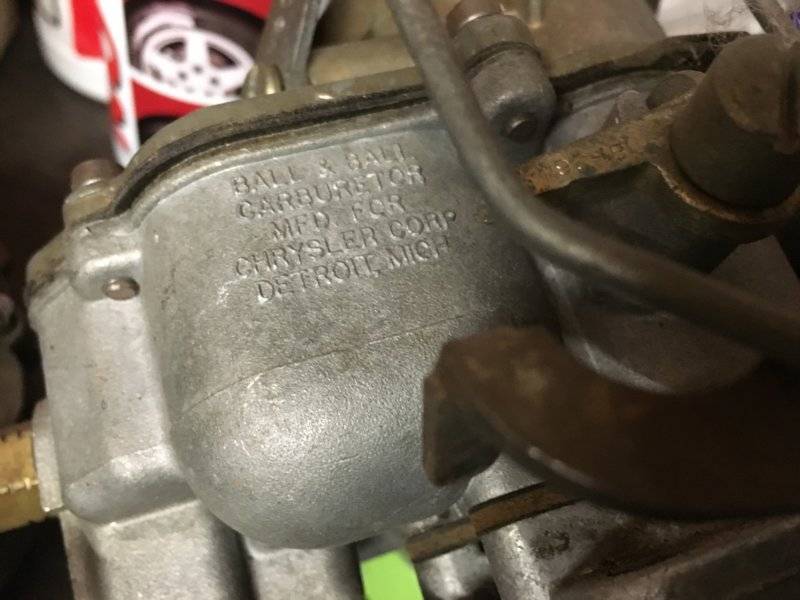 BALL & BALL
CARBURETOR
MFD FOR
CHRYSLER CORP
DETROIT, MICH